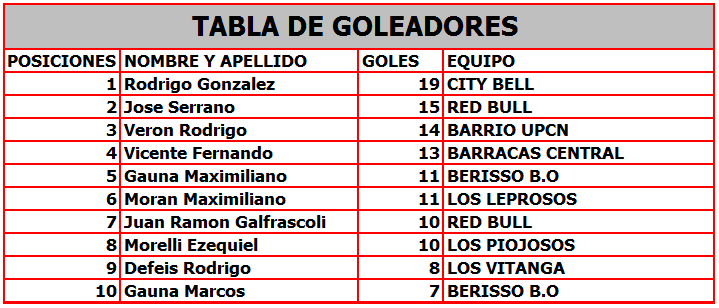 TABLA DE GOLEADORES
POSICIONES NOMBRE Y APELLIDO GOLES EQUIPO
1 Rodrigo Gonzalez 19 CITY BELL
2 Jose Serrano 15 RED BULL
3 Veron Rodrigo 14 BARRIO UPCN
4 Vicente Fernando 13 BARRACAS CENTRAL
5 Gauna Maximiliano 11 BERISSO B.O
6 Moran Maximiliano 11 LOS LEPROSOS
7 Juan Ramon Galfrascoli 10 RED BULL
8 Morelli Ezequiel 10 LOS PIOJOSOS
9 Defeis Rodrigo 8 LOS VITANGA
10 Gauna Marcos 7 BERISSO B.O